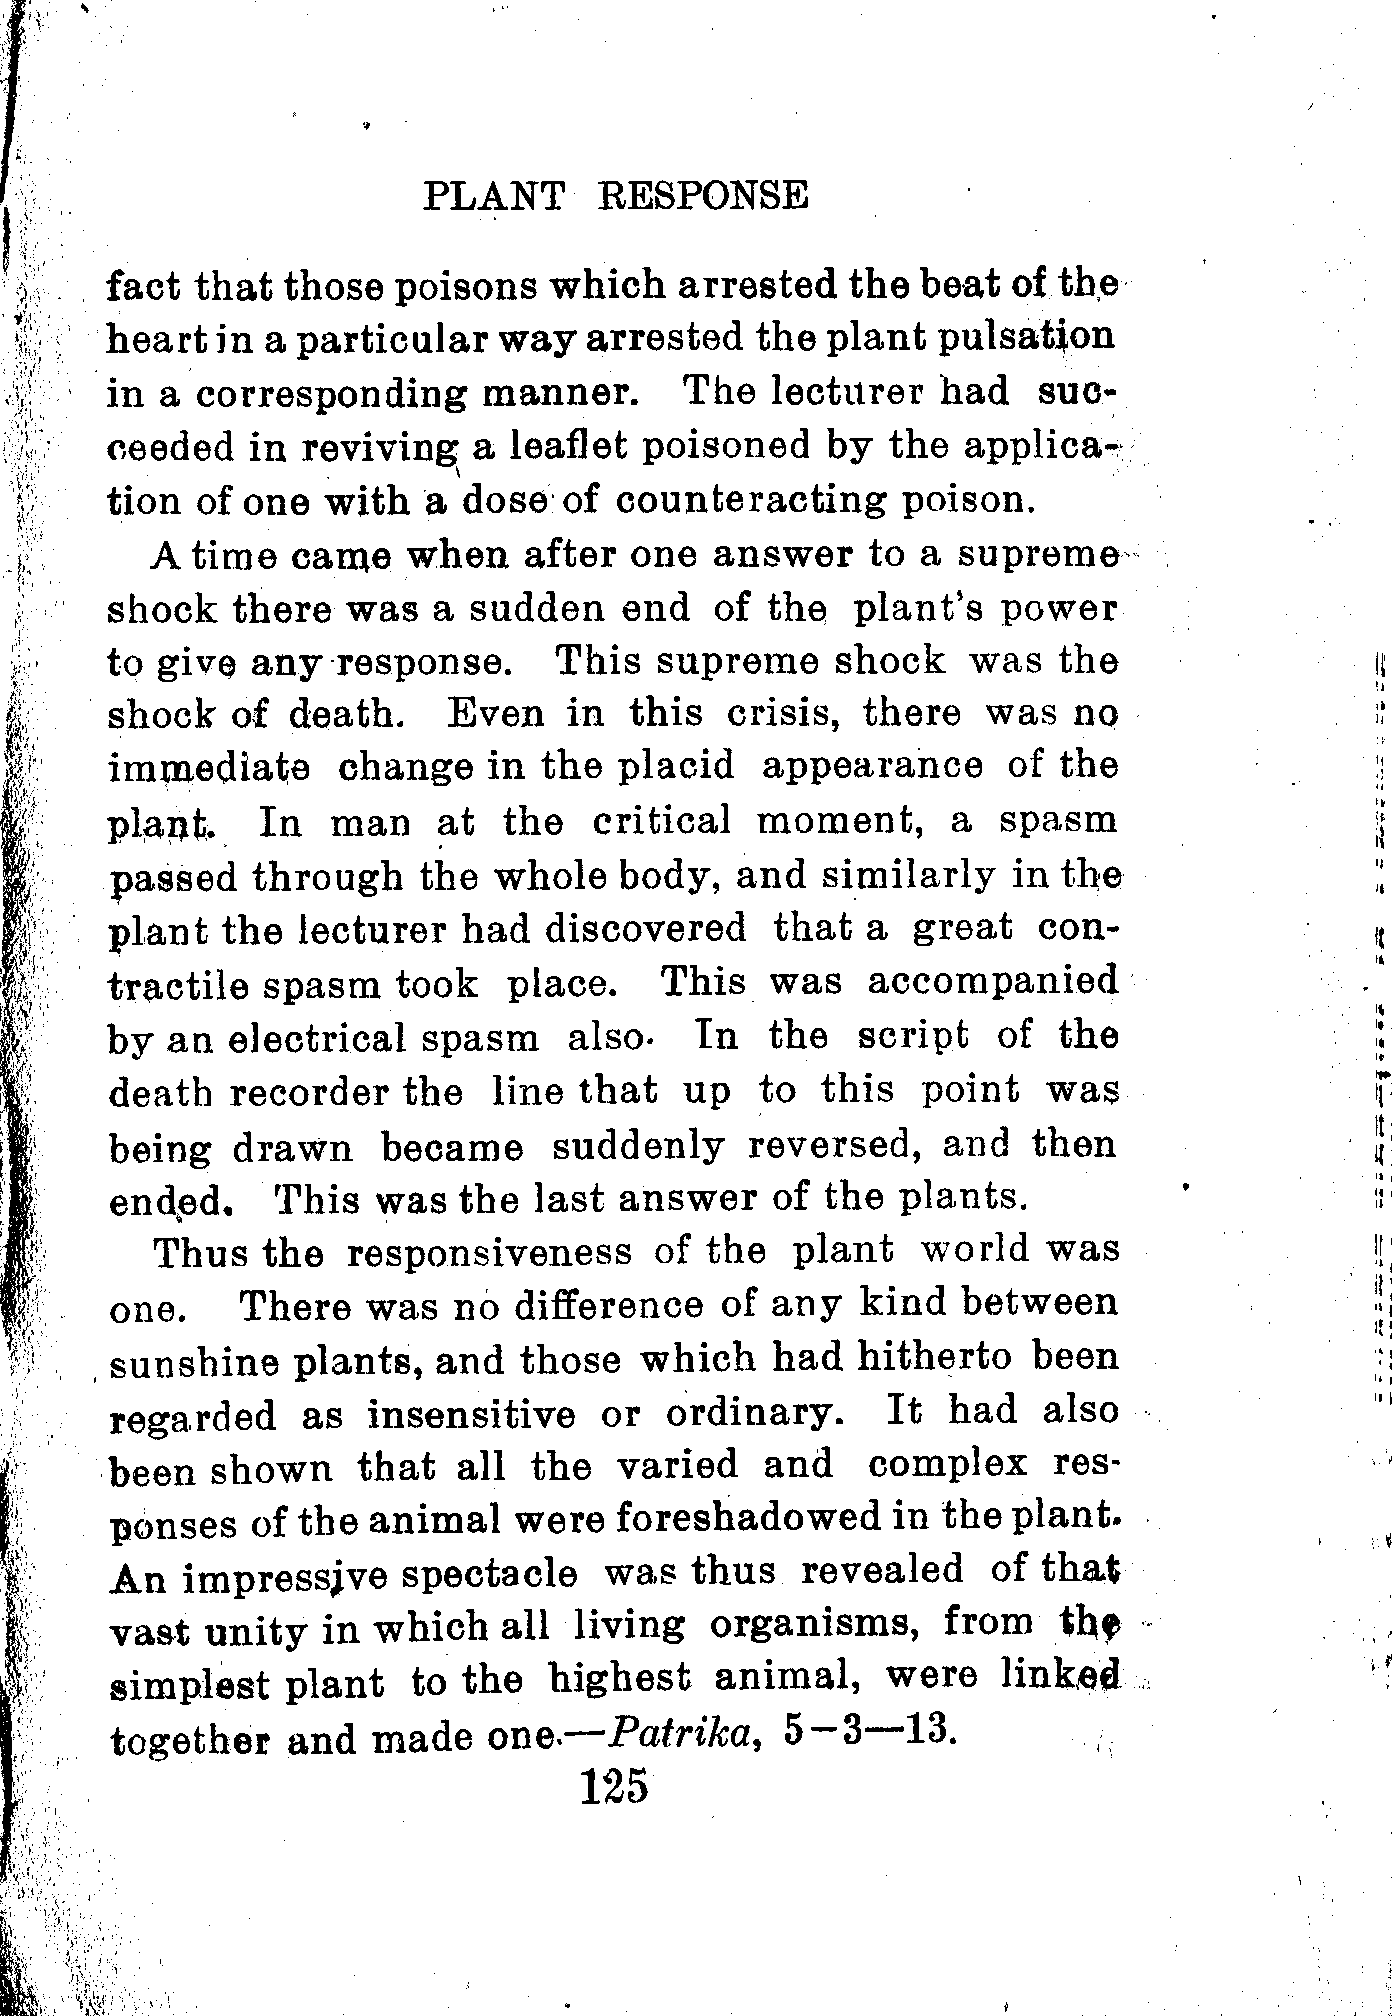 PLANT RESPONSE
fact that those poisons which arrested the beat of the
heart in a particular way arrested the plant pulsation
in a corresponding manner. The lecturer had suc-
ceeded in reviving a leaflet poisoned by the applica-
tion of one with a dose of counteracting poison.
A time came when after one answer to a supreme
shock there was a sudden end of the plant's power
to give any response. This supreme shock was the
shock of death. Even in this crisis, there was no
immediate change in the placid appearance of the
plant. In man at the critical moment, a spasm
passed through the whole body, and similarly in the
plant the lecturer had discovered that a great con-
tractile spasm took place. This was accompanied
by an electrical spasm also. In the script of the
death recorder the line that up to this point was
being drawn became suddenly reversed, and then
ended. This was the last answer of the plants.
Thus the responsiveness of the plant world was
one. There was no difference of any kind between
sunshine plants, and those which had hitherto been
regarded as insensitive or ordinary. It had also
been shown that all the varied and complex res-
ponses of the animal were foreshadowed in the plant.
An impressive spectacle was thus revealed of that
vast unity in which all living organisms, from the
simplest plant to the highest animal, were linked
together and made one.—Patrika, 5–3—13.
125